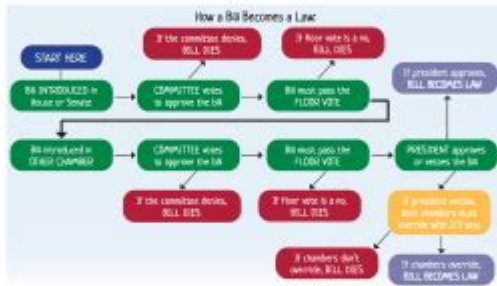 How a Bill Becomes a Law:
If the committee denies,
BILL DIES
If floor vote is a no,
BILL DIES
START HERE
If president approves,
BILL BECOMES LAW
Bill INTRODUCED in
House or Senate
COMMITTEE votes
to approve the bill
Bill must pass the
FLOOR VOTE
Bill introduced in
OTHER CHAMBER
COMMITTEE votes
to approve the bill
Bill must pass the
FLOOR VOTE
PRESIDENT approves
or vetoes the bill
If the committee denies,
BILL DIES
If floor vote is a no,
BILL DIES
If president vetoes,
both chambers must
override with 2/3 vote
If chambers don't
override, BILL DIES
If chambers override,
BILL BECOMES LAW